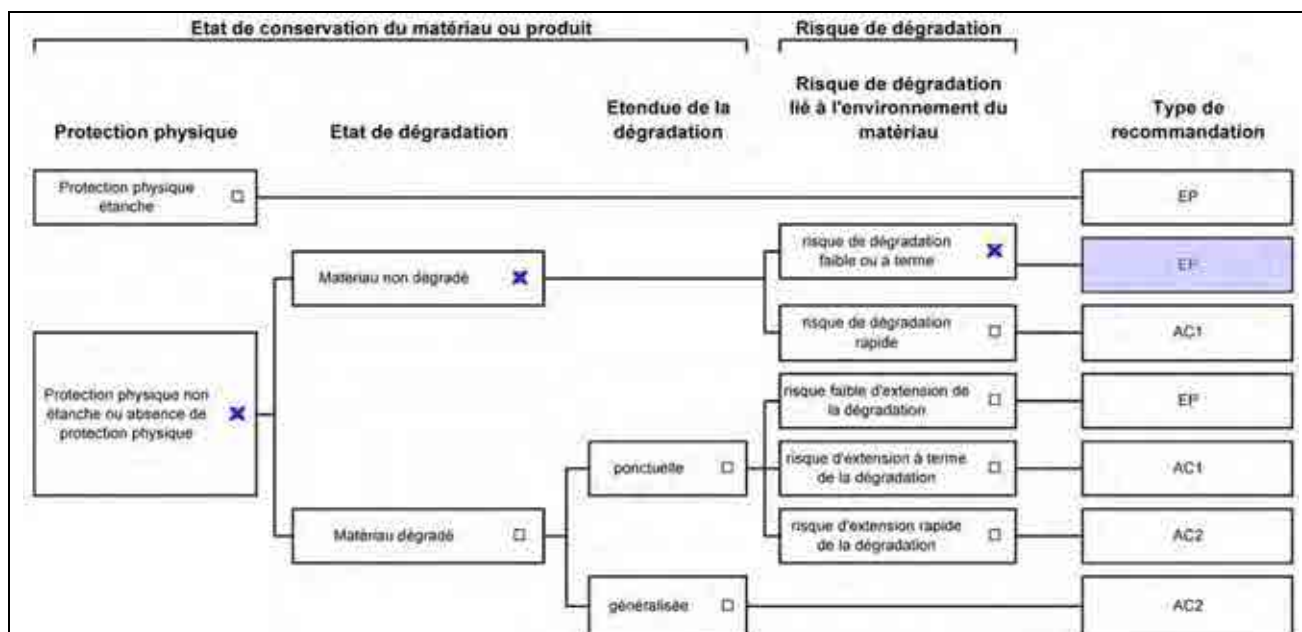 Etat de conservation du matériau ou produit
Risque de dégradation
Protection physique
Etat de dégradation
Etendue de la
dégradation
Risque de dégradation
lié à l'environnement du
matériau
Type de
recommandation
Protection physique
étanche
EP
risque de dégradation
faible ou à terme
EP
Matériau non dégradé
risque de dégradation
rapide
AC1
Protection physique non
étanche ou absence de
protection physique
risque faible d'extension de
la dégradation
EP
ponctuelle
risque d'extension à terme
de la dégradation
AC1
Matériau dégradé
risque d'extension rapide
de la dégradation
AC2
généralisée
AC2